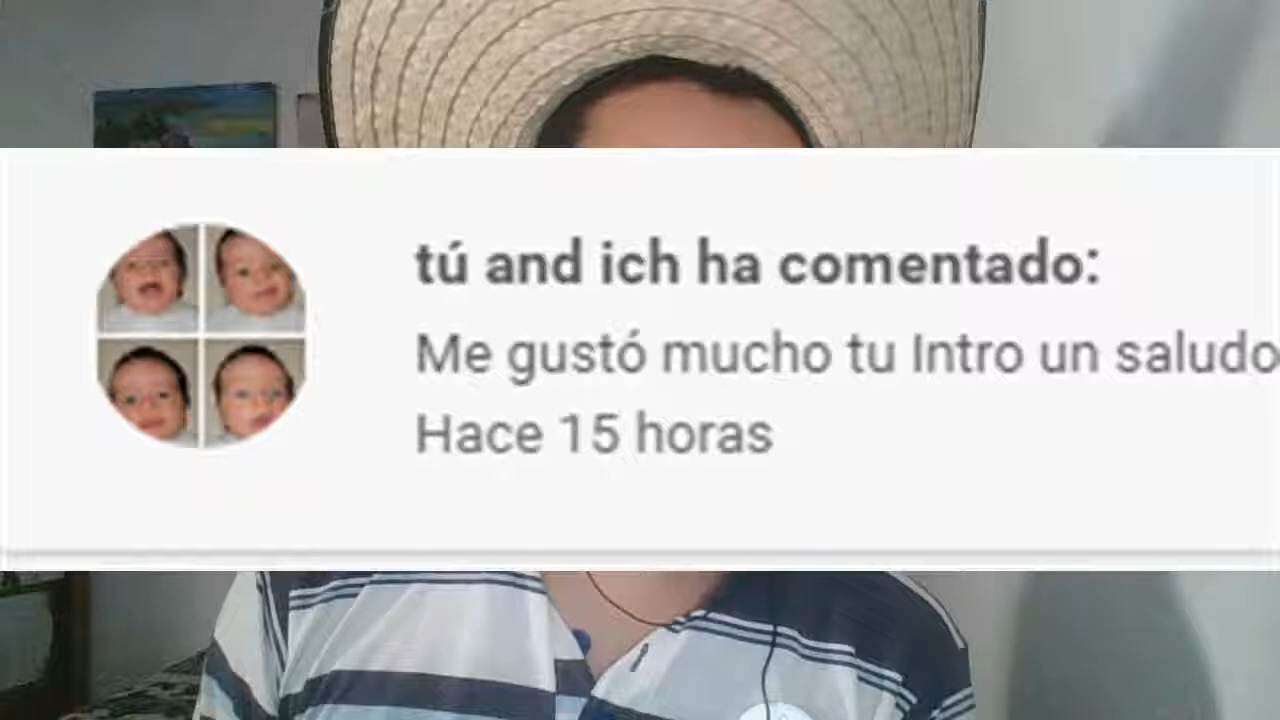 tú and ich ha comentado:
Me gustó mucho tu Intro un saludo
Hace 15 horas